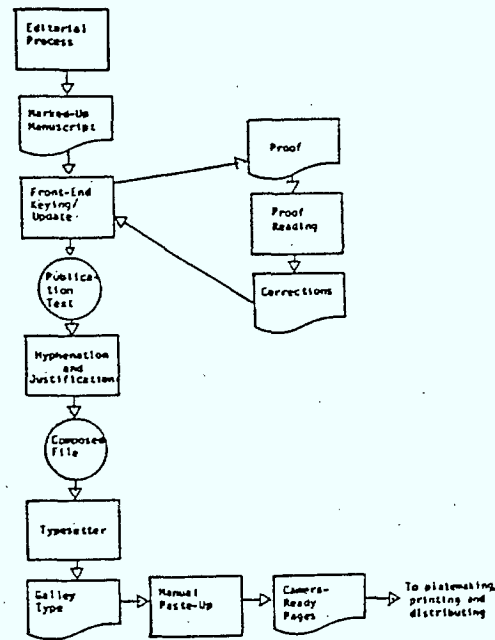 Editorial
Process
Marked-Up
Manuscript
Front-End
Keying/
Update
Proof
Proof
Reading
Corrections
Publica-
tion
Text
Hyphenation
and
Justification
Composed
File
Typesetter
Galley
Type
Manual
Paste-Up
Camera-
Ready
Pages
To platemaking,
printing and
distributing